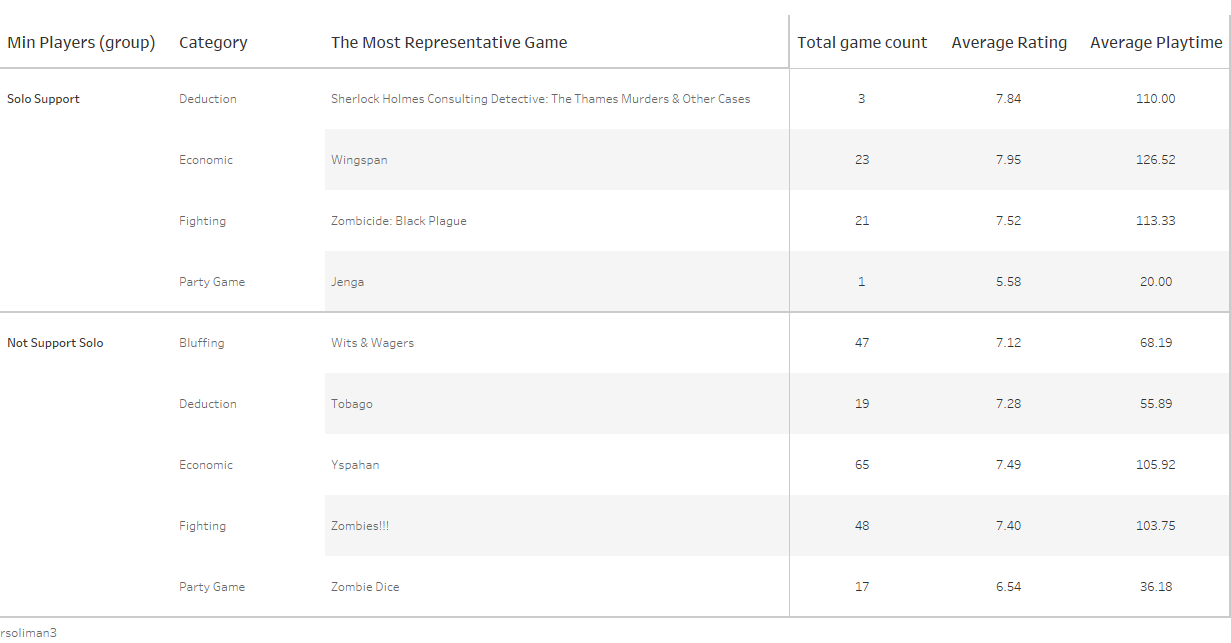 Min Players (group) Category The Most Representative Game Total game count Average Rating Average Playtime
Solo Support Deduction Sherlock Holmes Consulting Detective: The Thames Murders & Other Cases 3 7.84 110.00
Economic Wingspan 23 7.95 126.52
Fighting Zombicide: Black Plague 21 7.52 113.33
Party Game Jenga 1 5.58 20.00
Not Support Solo Bluffing Wits & Wagers 47 7.12 68.19
Deduction Tobago 19 7.28 55.89
Economic Yspahan 65 7.49 105.92
Fighting Zombies!!! 48 7.40 103.75
Party Game Zombie Dice 17 6.54 36.18
rsoliman3